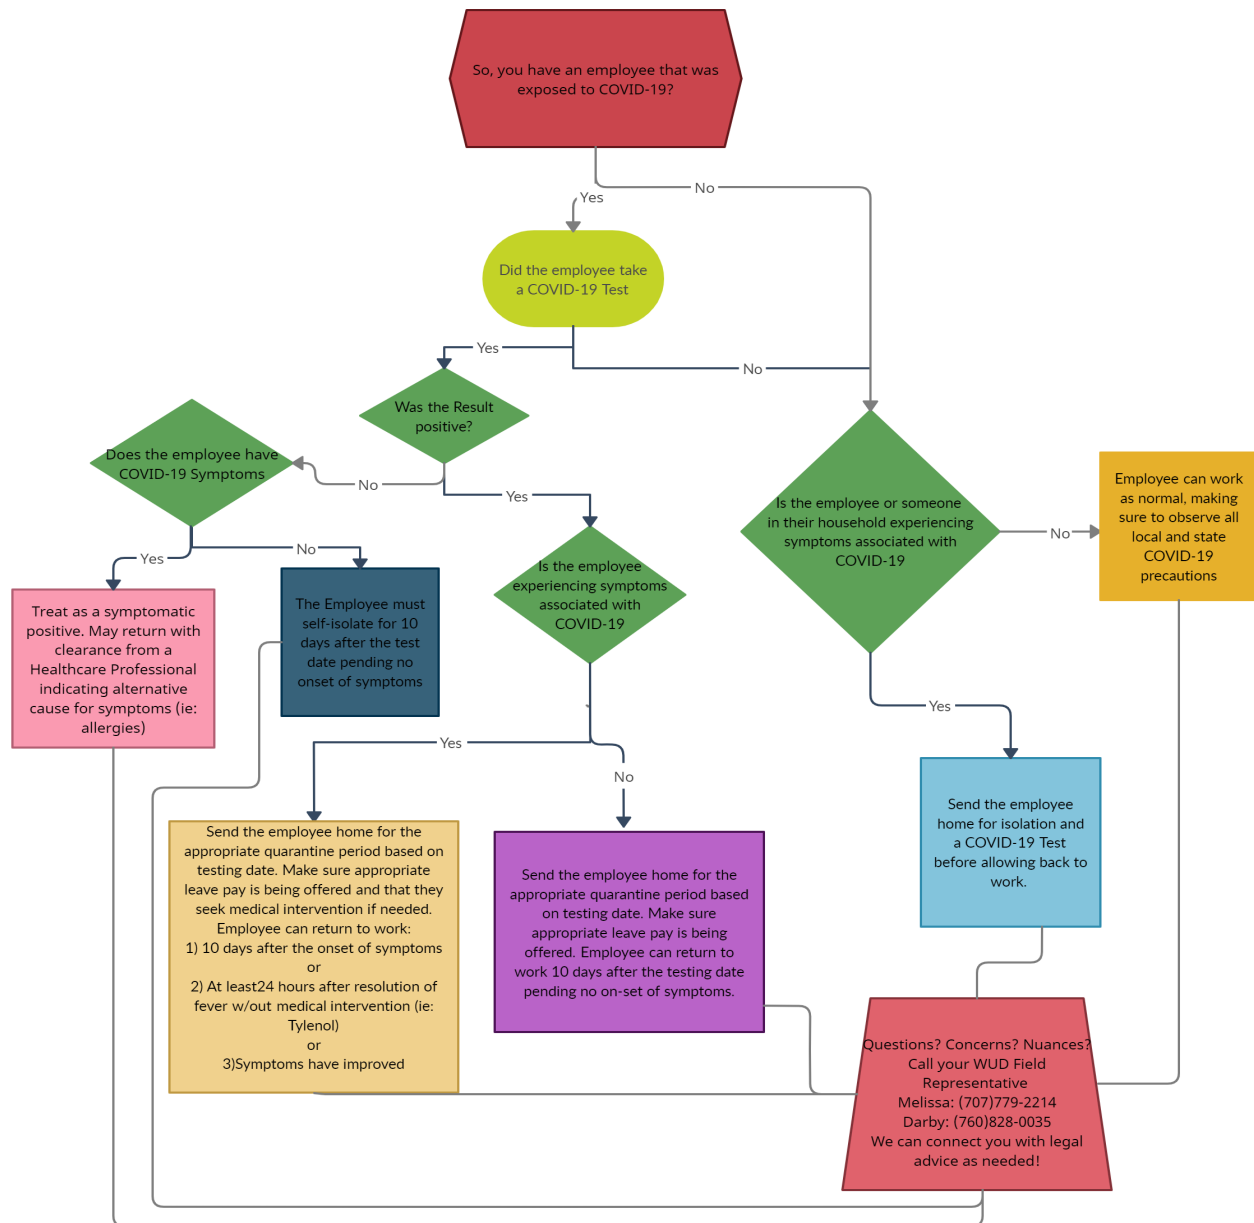 So, you have an employee that was
exposed to COVID-19?
No
Yes
Did the employee take
a COVID-19 Test
Yes
No
Was the Result
positive?
Does the employee have
COVID-19 Symptoms
No
Yes
Is the employee or someone
in their household experiencing
symptoms associated with
COVID-19
No
Employee can work
as normal, making
sure to observe all
local and state
COVID-19
precautions
Yes
No
Is the employee
experiencing symptoms
associated with
COVID-19
Treat as a symptomatic
positive. May return with
clearance from a
Healthcare Professional
indicating alternative
cause for symptoms (ie:
allergies)
The Employee must
self-isolate for 10
days after the test
date pending no
onset of symptoms
Yes
No
Yes
Send the employee
home for isolation and
a COVID-19 Test
before allowing back to
work.
Send the employee home for the
appropriate quarantine period based on
testing date. Make sure appropriate
leave pay is being offered and that they
seek medical intervention if needed.
Employee can return to work:
1) 10 days after the onset of symptoms
or
2) At least24 hours after resolution of
fever w/out medical intervention (ie:
Tylenol)
or
3)Symptoms have improved
Send the employee home for the
appropriate quarantine period based
on testing date. Make sure
appropriate leave pay is being
offered. Employee can return to
work 10 days after the testing date
pending no on-set of symptoms.
Questions? Concerns? Nuances?
Call your WUD Field
Representative
Melissa: (707)779-2214
Darby: (760)828-0035
We can connect you with legal
advice as needed!